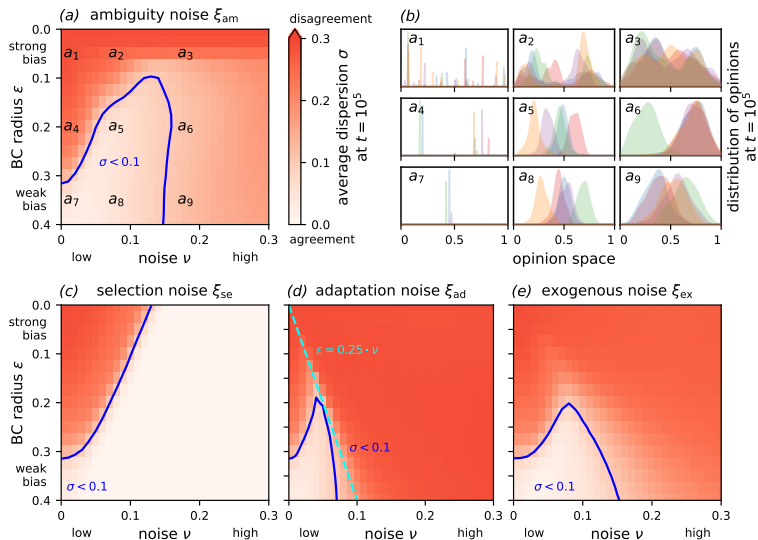 (a) ambiguity noise ξam
disagreement
(b)
BC radius ε
strong
bias
weak
bias
0.0
0.1
0.2
0.3
0.4
a1 a2 a3
a4 a5 a6
a7 a8 a9
σ < 0.1
0 0.1 0.2 0.3
low noise ν high
0.3
0.2
0.1
0.0
agreement
average dispersion σ
at t = 10^5
a1 a2 a3
a4 a5 a6
a7 a8 a9
0 0.5 1 0.5 1 0 0.5 1
opinion space
distribution of opinions
at t = 10^5
(c) selection noise ξse
BC radius ε
strong
bias
weak
bias
0.0
0.1
0.2
0.3
0.4
σ < 0.1
0 0.1 0.2 0.3
low noise ν high
(d) adaptation noise ξad
ε = 0.25 · ν
σ < 0.1
0 0.1 0.2
low noise ν high
(e) exogenous noise ξex
σ < 0.1
0 0.1 0.2 0.3
low noise ν high